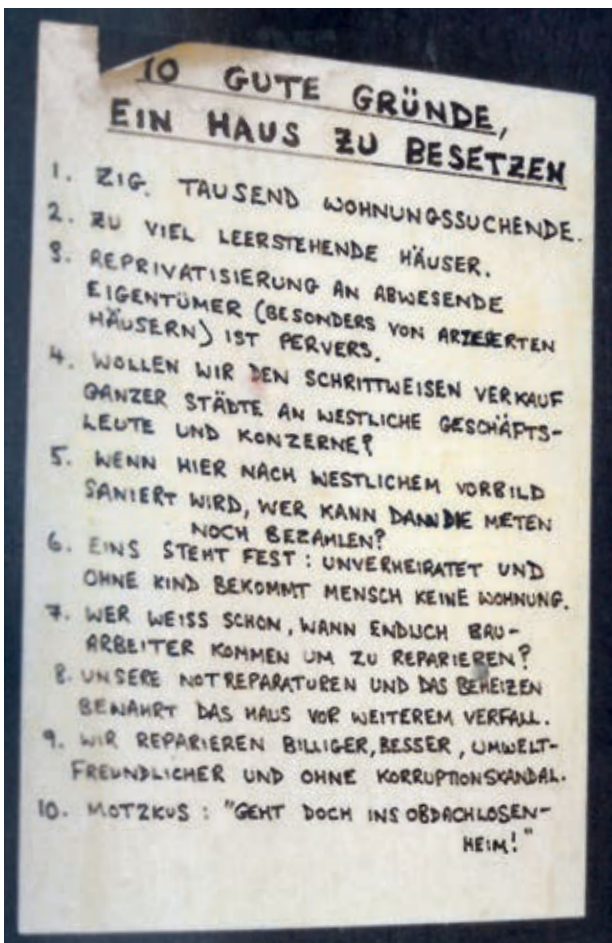 10 GUTE GRÜNDE,
EIN HAUS ZU BESETZEN
1. ZIG. TAUSEND WOHNUNGSSUCHENDE.
2. ZU VIEL LEERSTEHENDE HÄUSER.
3. REPRIVATISIERUNG AN ABWESENDE
EIGENTÜMER (BESONDERS VON
HÄUSERN) IST PERVERS.
4. WOLLEN WIR DEN SCHRITTWEISEN VERKAUF
GANZER STÄDTE AN WESTLICHE GESCHÄFTS-
LEUTE UND KONZERNE?
5. WENN HIER NACH WESTLICHEM VORBILD
SANIERT WIRD, WER KANN DANN DIE METEN
NOCH BEZAHLEN?
6. EINS STEHT FEST: UNVERHEIRATET UND
OHNE KIND BEKOMMT MENSCH KEINE WOHNUNG.
7. WER WEISS SCHON, WANN ENDLICH BAU-
ARBEITER KOMMEN UM ZU REPARIEREN?
8. UNSERE NOTREPARATUREN UND DAS BEHEIZEN
BEWAHRT DAS HAUS VOR WEITEREM VERFALL.
9. WIR REPARIEREN BILLIGER, BESSER, UMWELT-
FREUNDLICHER UND OHNE KORRUPTIONSKANDAL.
10. MOTZKUS: "GEHT DOCH INS OBDACHLOSEN-
HEIM!"